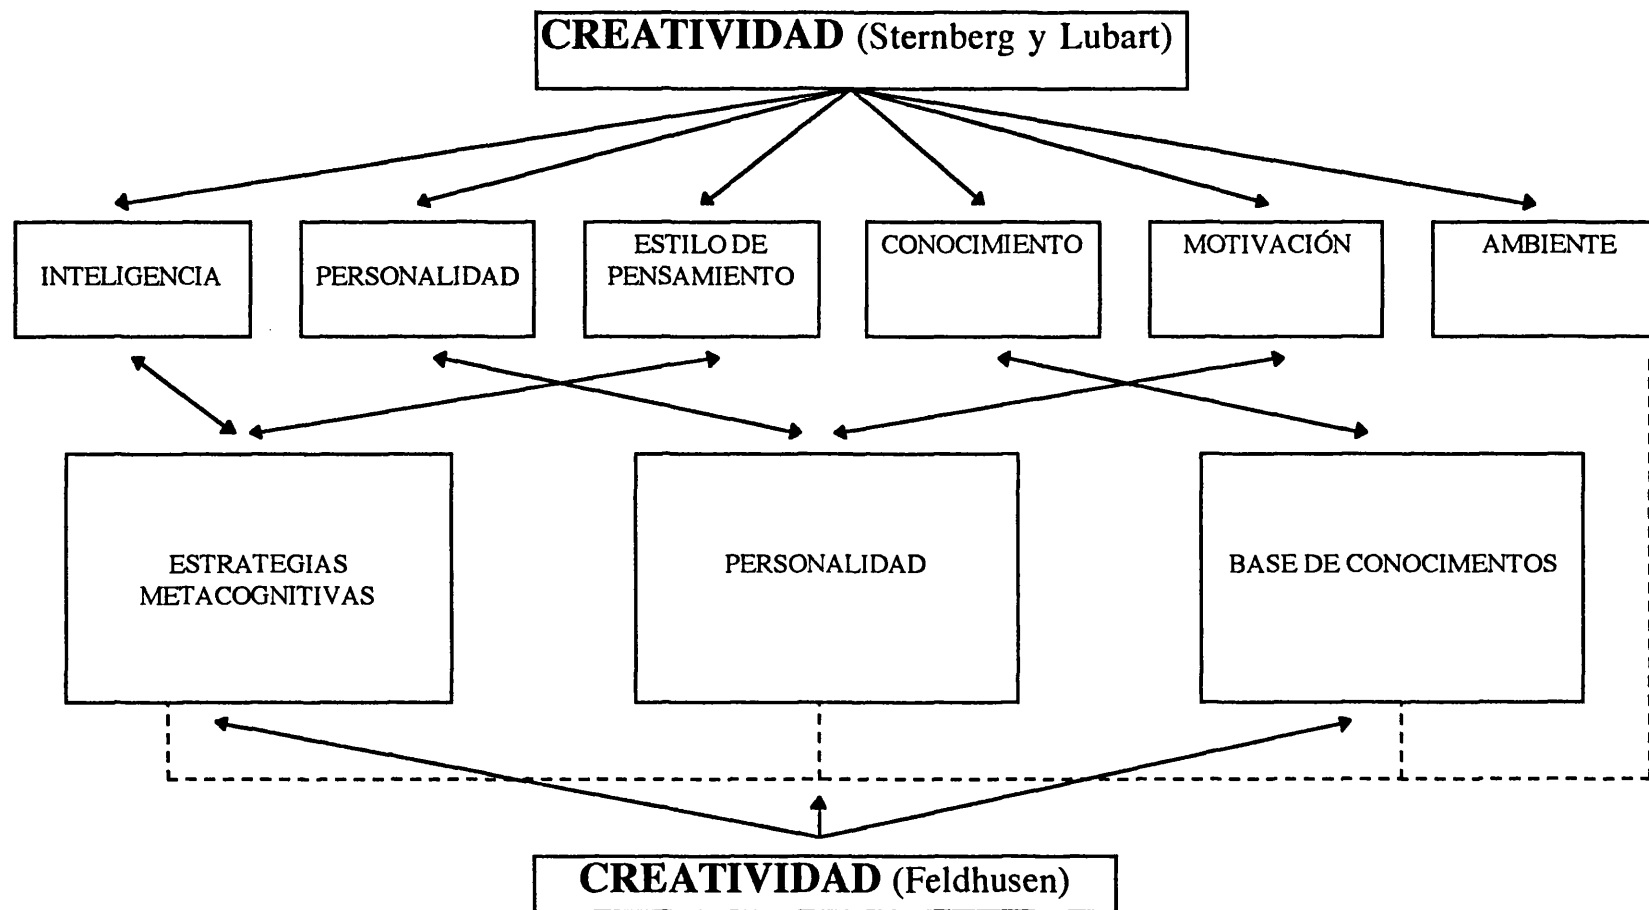 CREATIVIDAD (Sternberg y Lubart)
INTELIGENCIA
PERSONALIDAD
ESTILO DE
PENSAMIENTO
CONOCIMIENTO
MOTIVACIÓN
AMBIENTE
ESTRATEGIAS
METACOGNITIVAS
PERSONALIDAD
BASE DE CONOCIMENTOS
CREATIVIDAD (Feldhusen)